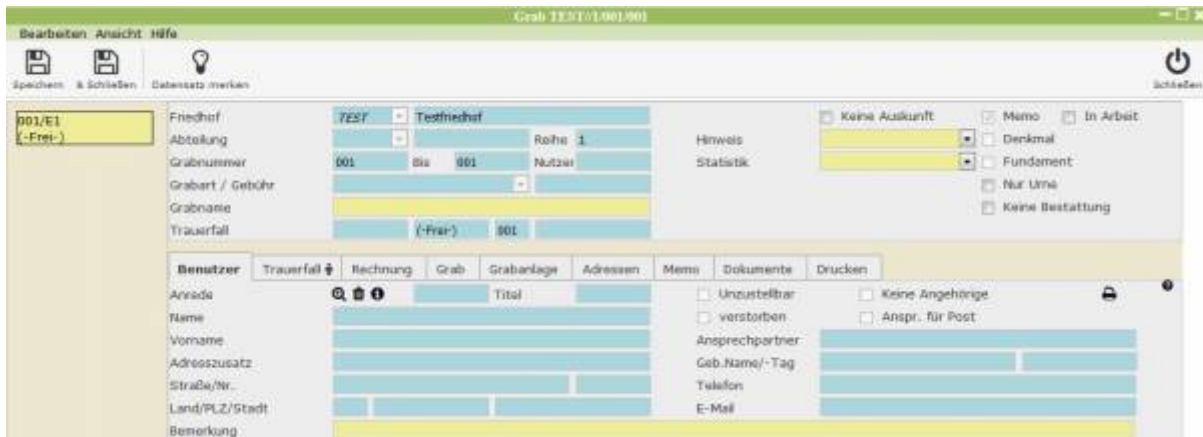 Grab TEST//1/001/001
Bearbeiten Ansicht Hilfe
Speichern & Schließen Datensatz merken Schließen
001/E1
(-Frei-)
Friedhof TEST Testfriedhof Keine Auskunft Memo In Arbeit
Abteilung Reihe 1 Hinweis Denkmal
Grabnummer 001 Bis 001 Nutzer Statistik Fundament
Grabart / Gebühr Nur Urne
Grabname Keine Bestattung
Trauerfall (-Frei-) 001
Benutzer Trauerfall Rechnung Grab Grabanlage Adressen Memo Dokumente Drucken
Anrede Titel Unzustellbar Keine Angehörige
Name verstorben Anspr. für Post
Vorname Ansprechpartner
Adresszusatz Geb.Name/-Tag
Straße/Nr. Telefon
Land/PLZ/Stadt E-Mail
Bemerkung